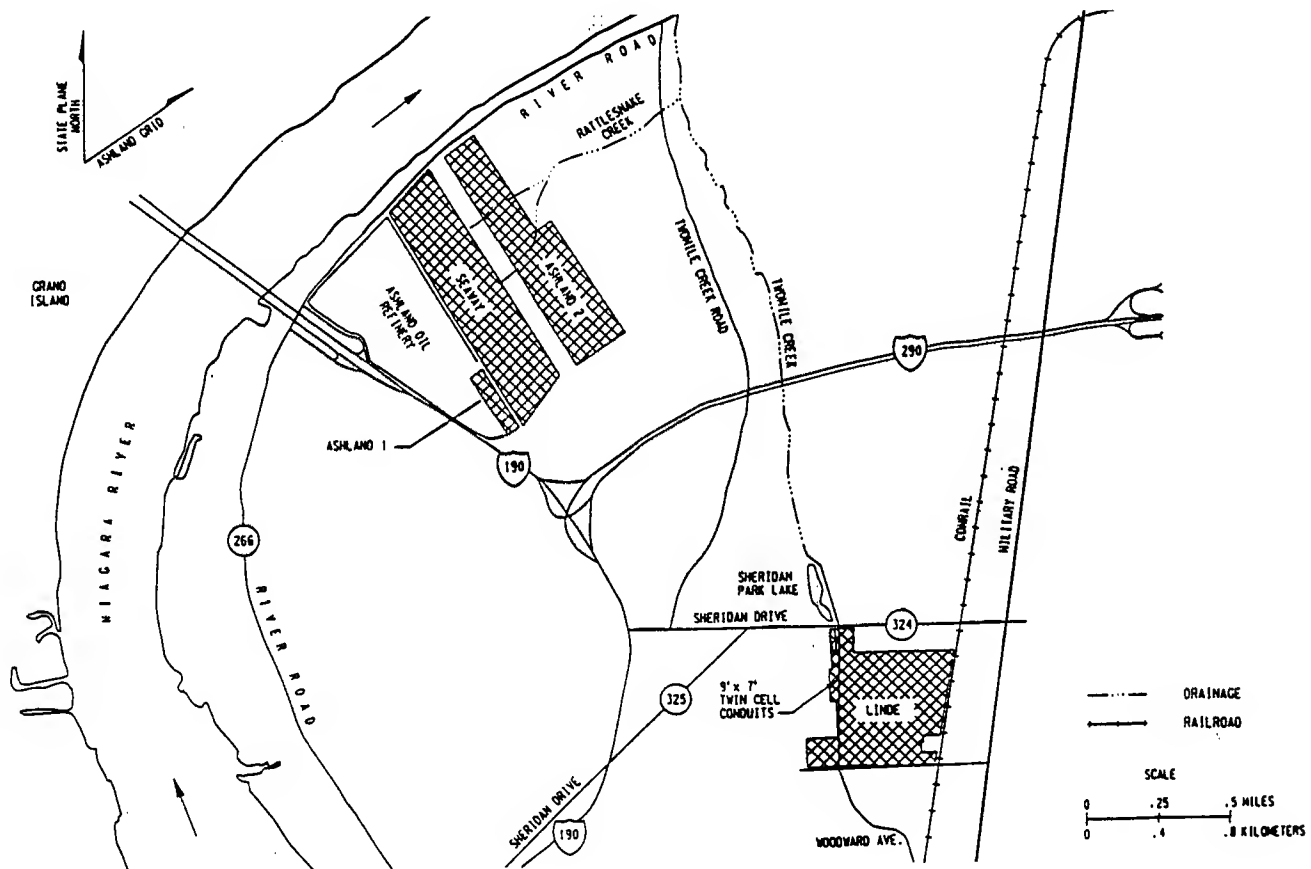 STATE PLANE
NORTH
ASHLAND GRID
RIVER ROAD
RATTLESNAKE
CREEK
GRAND
ISLAND
SEAWAY
ASHLAND 2
ASHLAND OIL
REFINERY
TWOMILE CREEK ROAD
TWOMILE CREEK
290
ASHLAND 1
190
NIAGARA RIVER
266
RIVER ROAD
CONRAIL
MILITARY ROAD
SHERIDAN
PARK LAKE
SHERIDAN DRIVE
324
325
9' x 7'
TWIN CELL
CONDUITS
LINDE
DRAINAGE
RAILROAD
SCALE
0 .25 .5 MILES
0 .4 .8 KILOMETERS
SHERIDAN DRIVE
190
WOODWARD AVE.